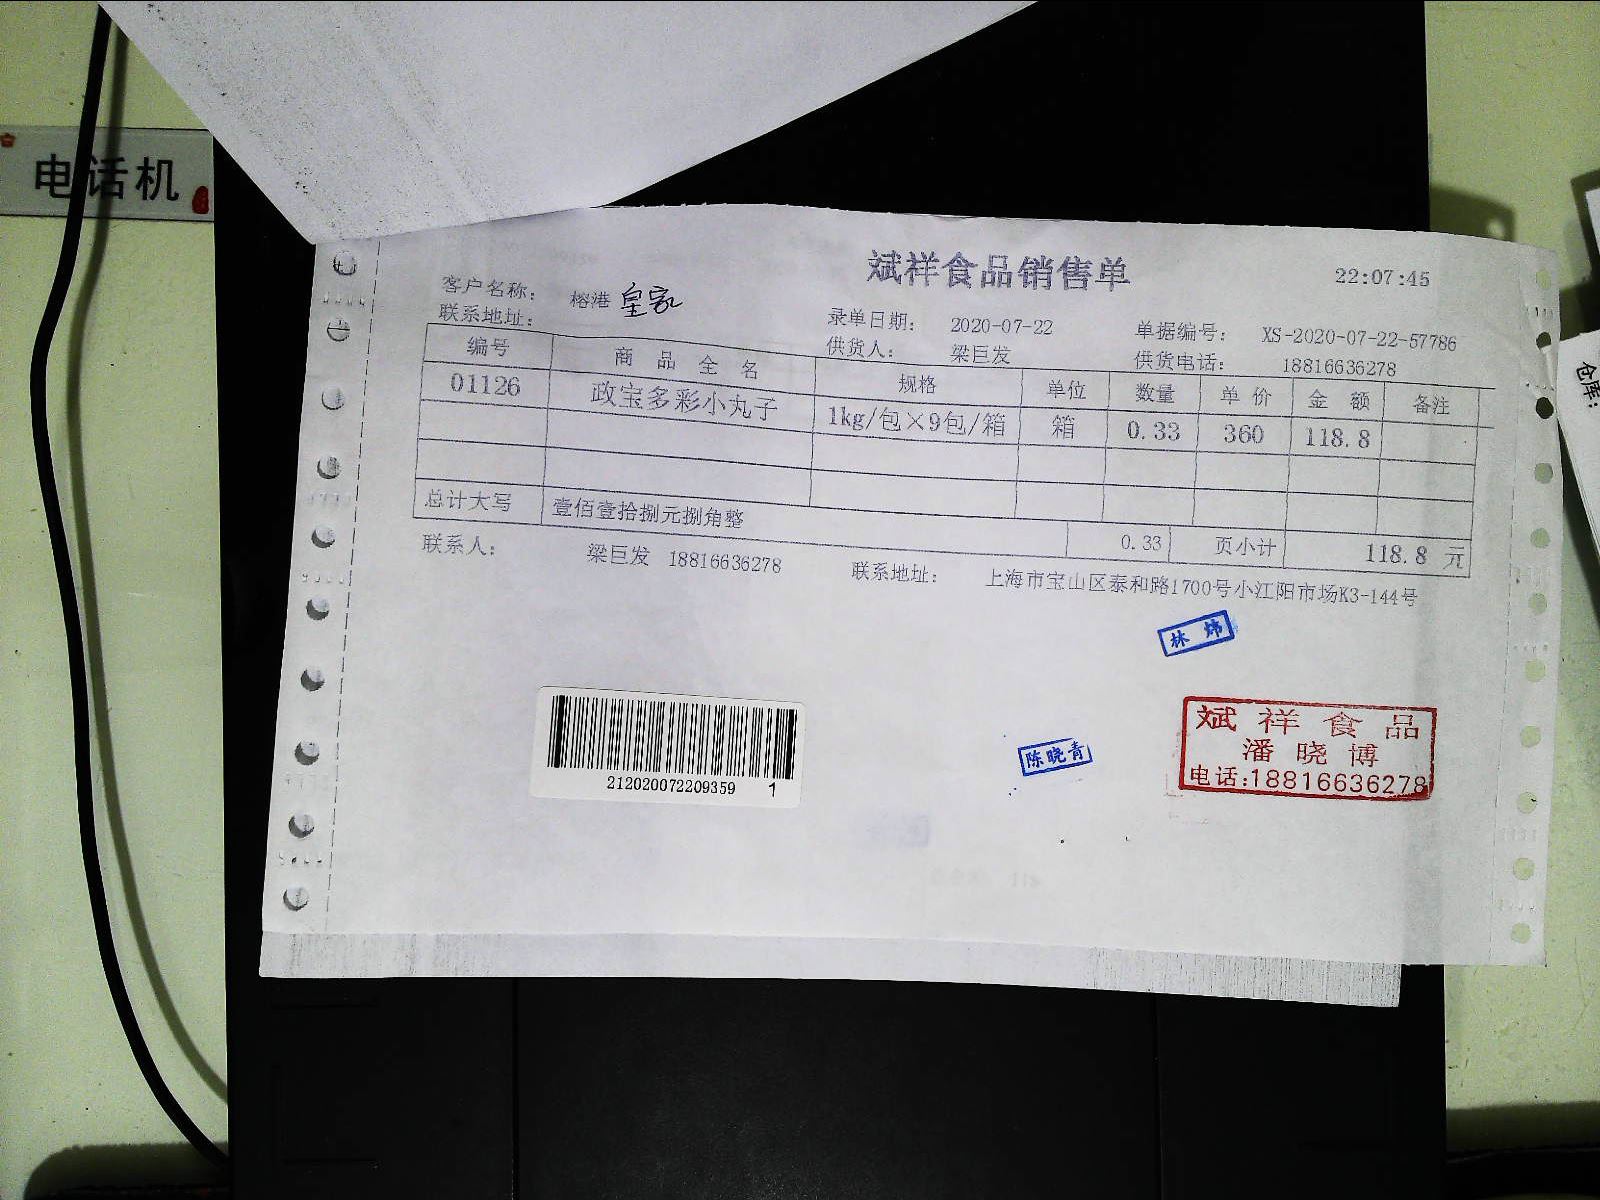 电话机
仓库:
斌祥食品销售单
22:07:45
客户名称: 榕港 皇家
联系地址:
录单日期: 2020-07-22
单据编号: XS-2020-07-22-57786
供货人: 梁巨发
供货电话: 18816636278
编号 商品全名 规格 单位 数量 单价 金额 备注
01126 政宝多彩小丸子 1kg/包×9包/箱 箱 0.33 360 118.8
总计大写 壹佰壹拾捌元捌角整
0.33 页小计 118.8 元
联系人: 梁巨发 18816636278 联系地址: 上海市宝山区泰和路1700号小江阳市场K3-144号
林炜
陈晓青
斌祥食品
潘晓博
电话:18816636278
212020072209359 1